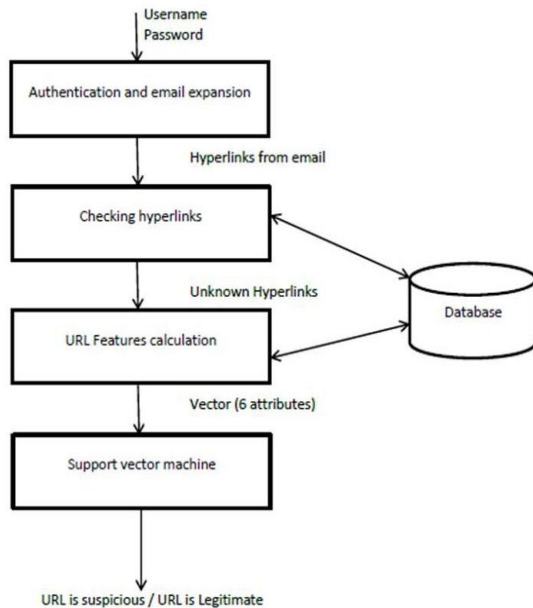 Username
Password
Authentication and email expansion
Hyperlinks from email
Checking hyperlinks
Unknown Hyperlinks
Database
URL Features calculation
Vector (6 attributes)
Support vector machine
URL is suspicious / URL is Legitimate